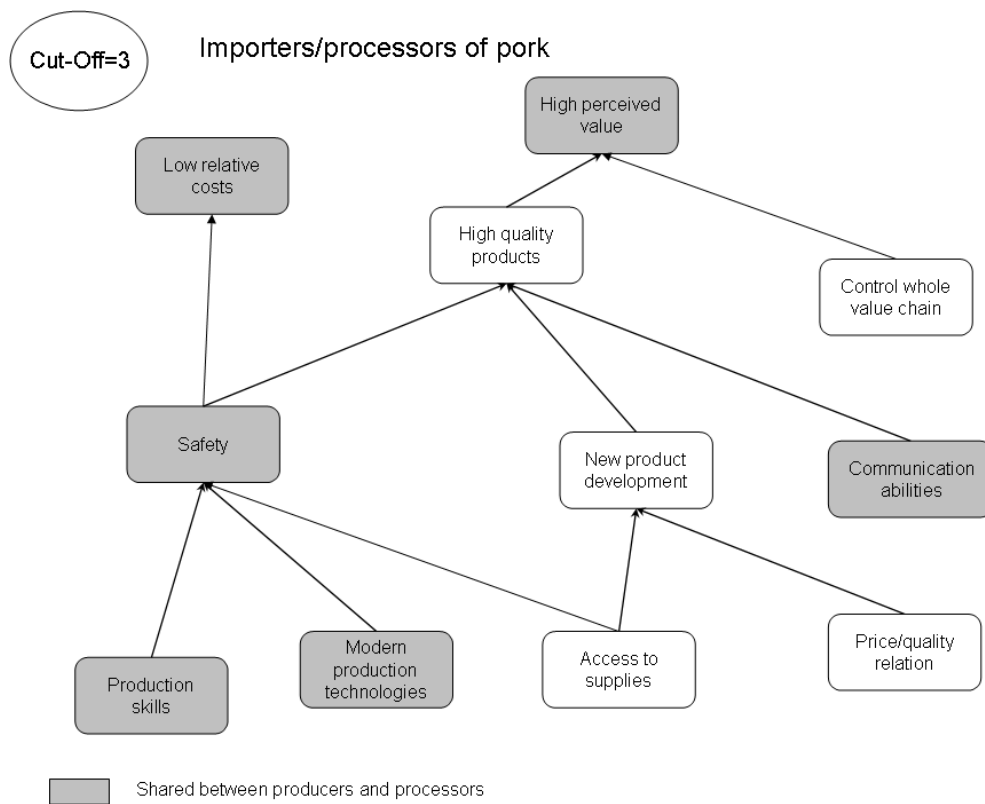 Cut-Off=3
Importers/processors of pork
High perceived
value
Low relative
costs
High quality
products
Control whole
value chain
Safety
New product
development
Communication
abilities
Production
skills
Modern
production
technologies
Access to
supplies
Price/quality
relation
Shared between producers and processors